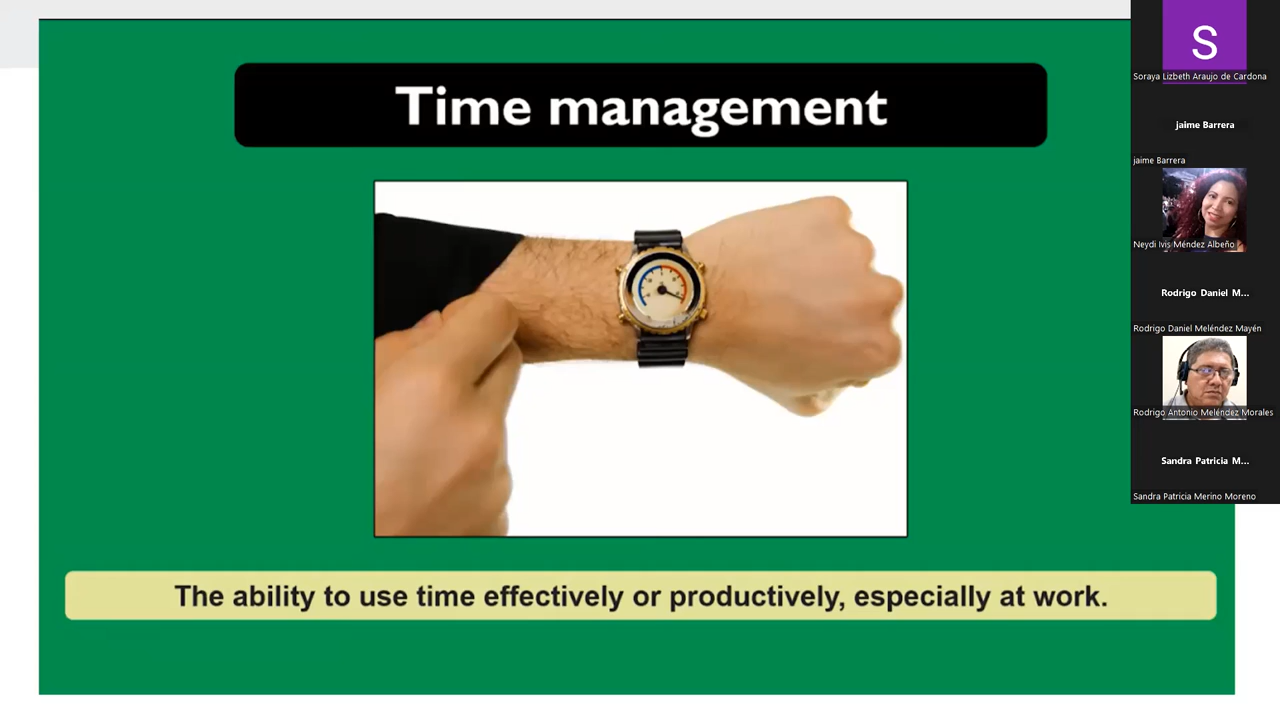 Time management
The ability to use time effectively or productively, especially at work.
S
Soraya Lizbeth Araujo de Cardona
jaime Barrera
jaime Barrera
Neydi Ivis Méndez Albeño
Rodrigo Daniel M...
Rodrigo Daniel Meléndez Mayén
Rodrigo Antonio Meléndez Morales
Sandra Patricia M...
Sandra Patricia Merino Moreno